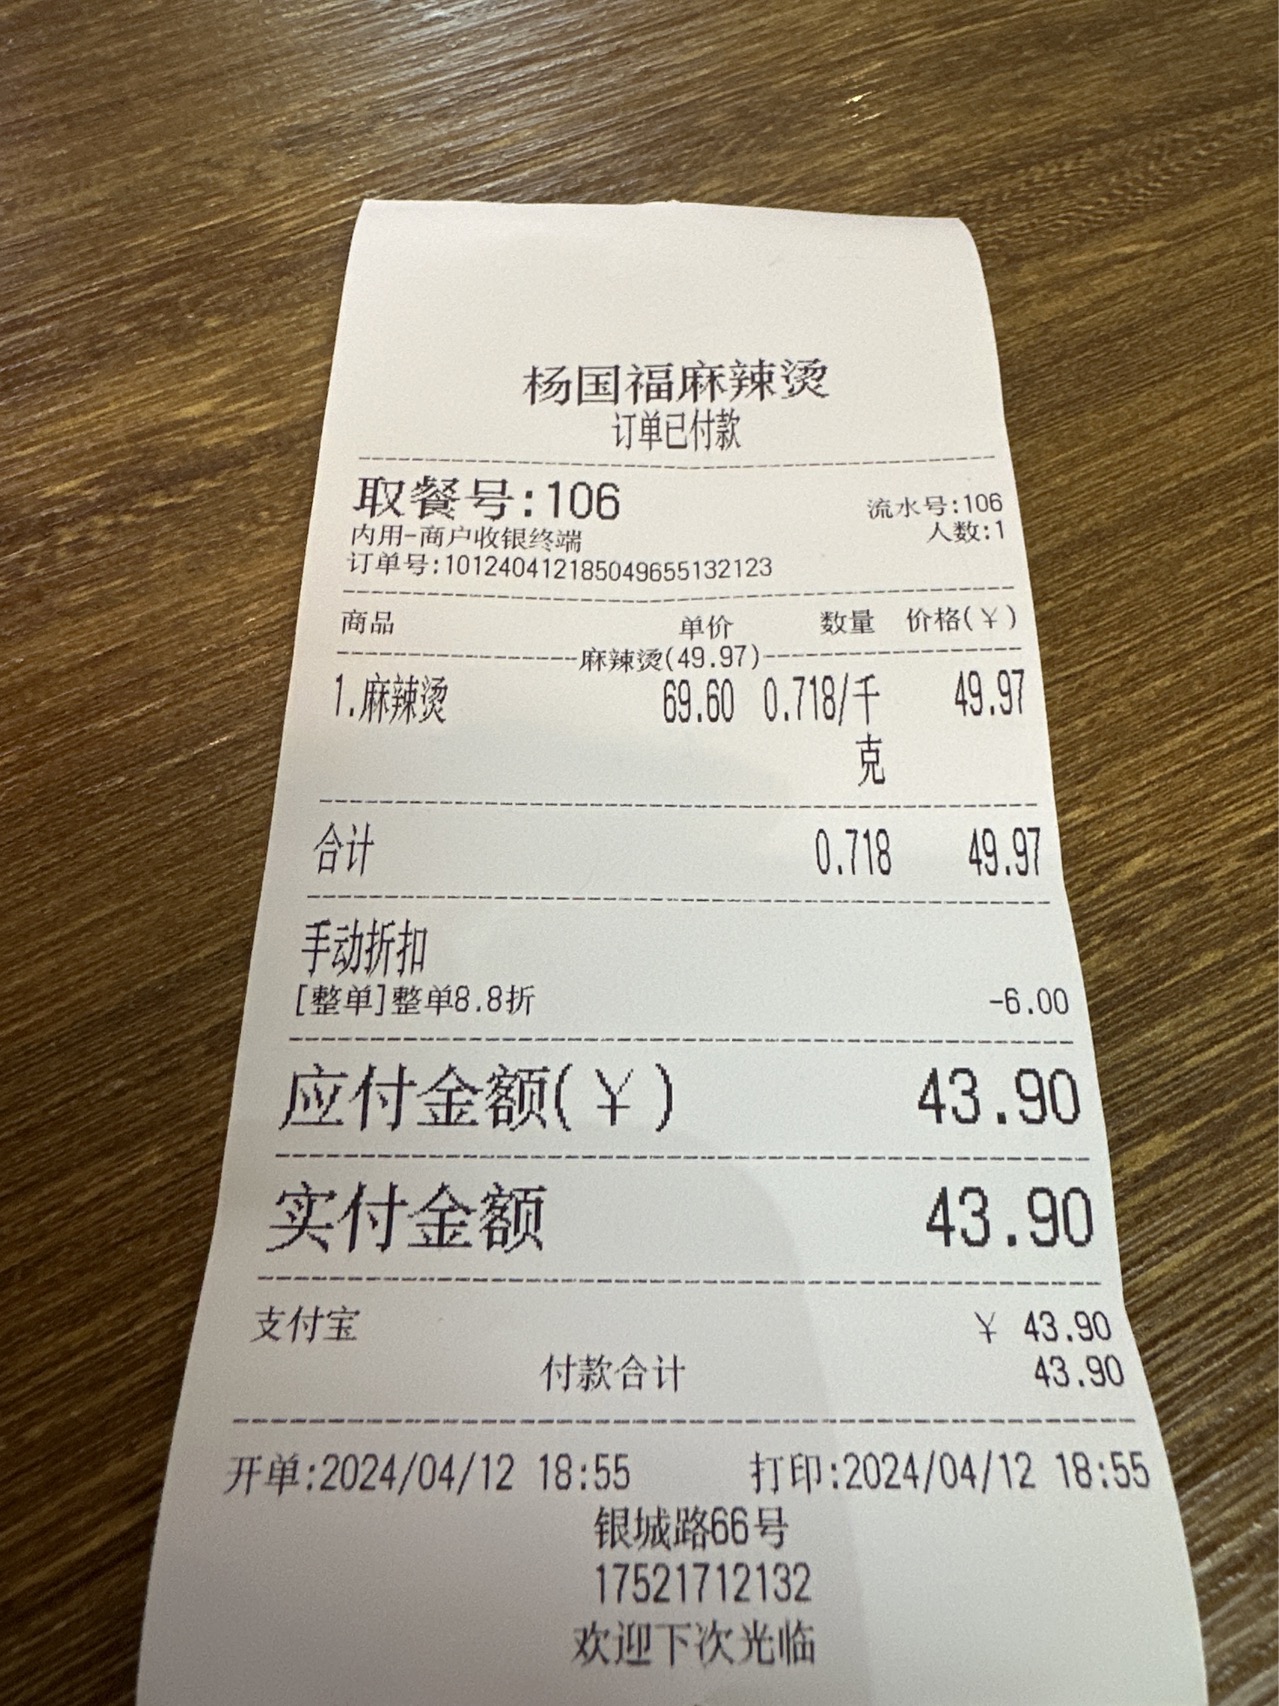 杨国福麻辣烫
订单已付款
取餐号:106
流水号:106
内用-商户收银终端
人数:1
订单号:101240412185049655132123
商品 单价 数量 价格(¥)
麻辣烫(49.97)
1.麻辣烫 69.60 0.718/千克 49.97
合计 0.718 49.97
手动折扣
[整单]整单8.8折 -6.00
应付金额(¥) 43.90
实付金额 43.90
支付宝 ¥ 43.90
付款合计 43.90
开单:2024/04/12 18:55 打印:2024/04/12 18:55
银城路66号
17521712132
欢迎下次光临